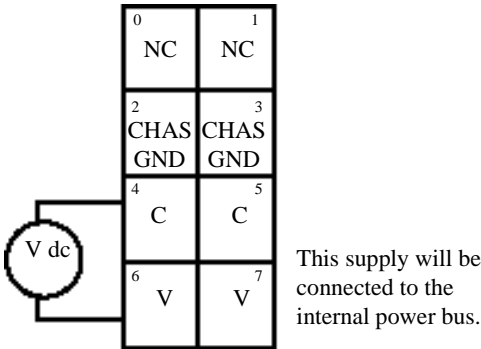 0 1
NC NC
2 3
CHAS CHAS
GND GND
4 5
C C
V dc
6 7
V V
This supply will be
connected to the
internal power bus.